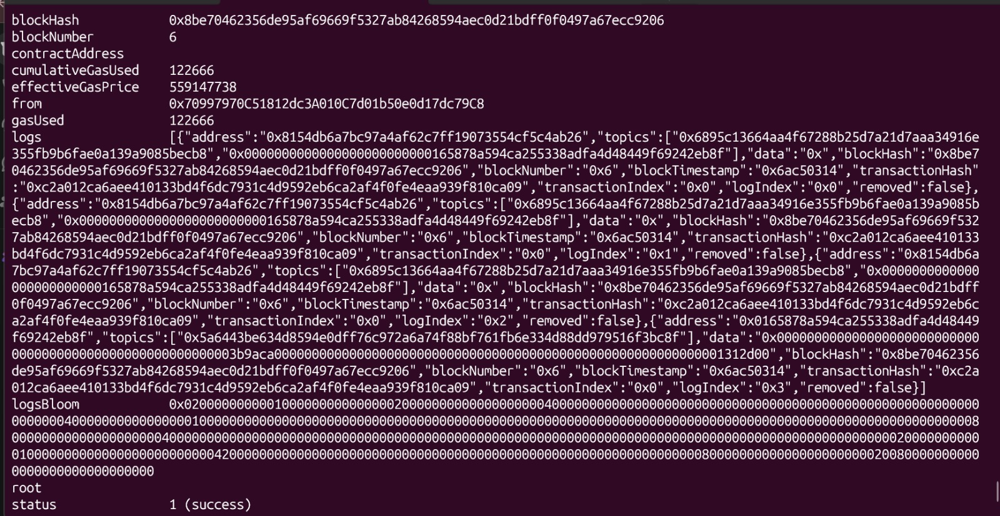 blockHash 0x8be70462356de95af69669f5327ab84268594aec0d21bdff0f0497a67ecc9206
blockNumber 6
contractAddress
cumulativeGasUsed 122666
effectiveGasPrice 559147738
from 0x70997970C51812dc3A010C7d01b50e0d17dc79C8
gasUsed 122666
logs [{"address":"0x8154db6a7bc97a4af62c7ff19073554cf5c4ab26","topics":["0x6895c13664aa4f67288b25d7a21d7aaa34916e
355fb9b6fae0a139a9085becb8","0x0000000000000000000000000165878a594ca255338adfa4d48449f69242eb8f"],"data":"0x","blockHash":"0x8be7
0462356de95af69669f5327ab84268594aec0d21bdff0f0497a67ecc9206","blockNumber":"0x6","blockTimestamp":"0x6ac50314","transactionHash"
:"0xc2a012ca6aee410133bd4f6dc7931c4d9592eb6ca2af4f0fe4eaa939f810ca09","transactionIndex":"0x0","logIndex":"0x0","removed":false},
{"address":"0x8154db6a7bc97a4af62c7ff19073554cf5c4ab26","topics":["0x6895c13664aa4f67288b25d7a21d7aaa34916e355fb9b6fae0a139a9085b
ecb8","0x0000000000000000000000000165878a594ca255338adfa4d48449f69242eb8f"],"data":"0x","blockHash":"0x8be70462356de95af69669f532
7ab84268594aec0d21bdff0f0497a67ecc9206","blockNumber":"0x6","blockTimestamp":"0x6ac50314","transactionHash":"0xc2a012ca6aee410133
bd4f6dc7931c4d9592eb6ca2af4f0fe4eaa939f810ca09","transactionIndex":"0x0","logIndex":"0x1","removed":false},{"address":"0x8154db6a
7bc97a4af62c7ff19073554cf5c4ab26","topics":["0x6895c13664aa4f67288b25d7a21d7aaa34916e355fb9b6fae0a139a9085becb8","0x0000000000000
000000000000165878a594ca255338adfa4d48449f69242eb8f"],"data":"0x","blockHash":"0x8be70462356de95af69669f5327ab84268594aec0d21bdff
0f0497a67ecc9206","blockNumber":"0x6","blockTimestamp":"0x6ac50314","transactionHash":"0xc2a012ca6aee410133bd4f6dc7931c4d9592eb6c
a2af4f0fe4eaa939f810ca09","transactionIndex":"0x0","logIndex":"0x2","removed":false},{"address":"0x0165878a594ca255338adfa4d48449
f69242eb8f","topics":["0x5a6443be634d8594e0dff76c972a6a74f88bf761fb6e334d88dd979516f3bc8f"],"data":"0x000000000000000000000000000
000000000000000000000000000003b9aca000000000000000000000000000000000000000000000000000000000001312d00","blockHash":"0x8be70462356
de95af69669f5327ab84268594aec0d21bdff0f0497a67ecc9206","blockNumber":"0x6","blockTimestamp":"0x6ac50314","transactionHash":"0xc2a
012ca6aee410133bd4f6dc7931c4d9592eb6ca2af4f0fe4eaa939f810ca09","transactionIndex":"0x0","logIndex":"0x3","removed":false}]
logsBloom
root
status 1 (success)